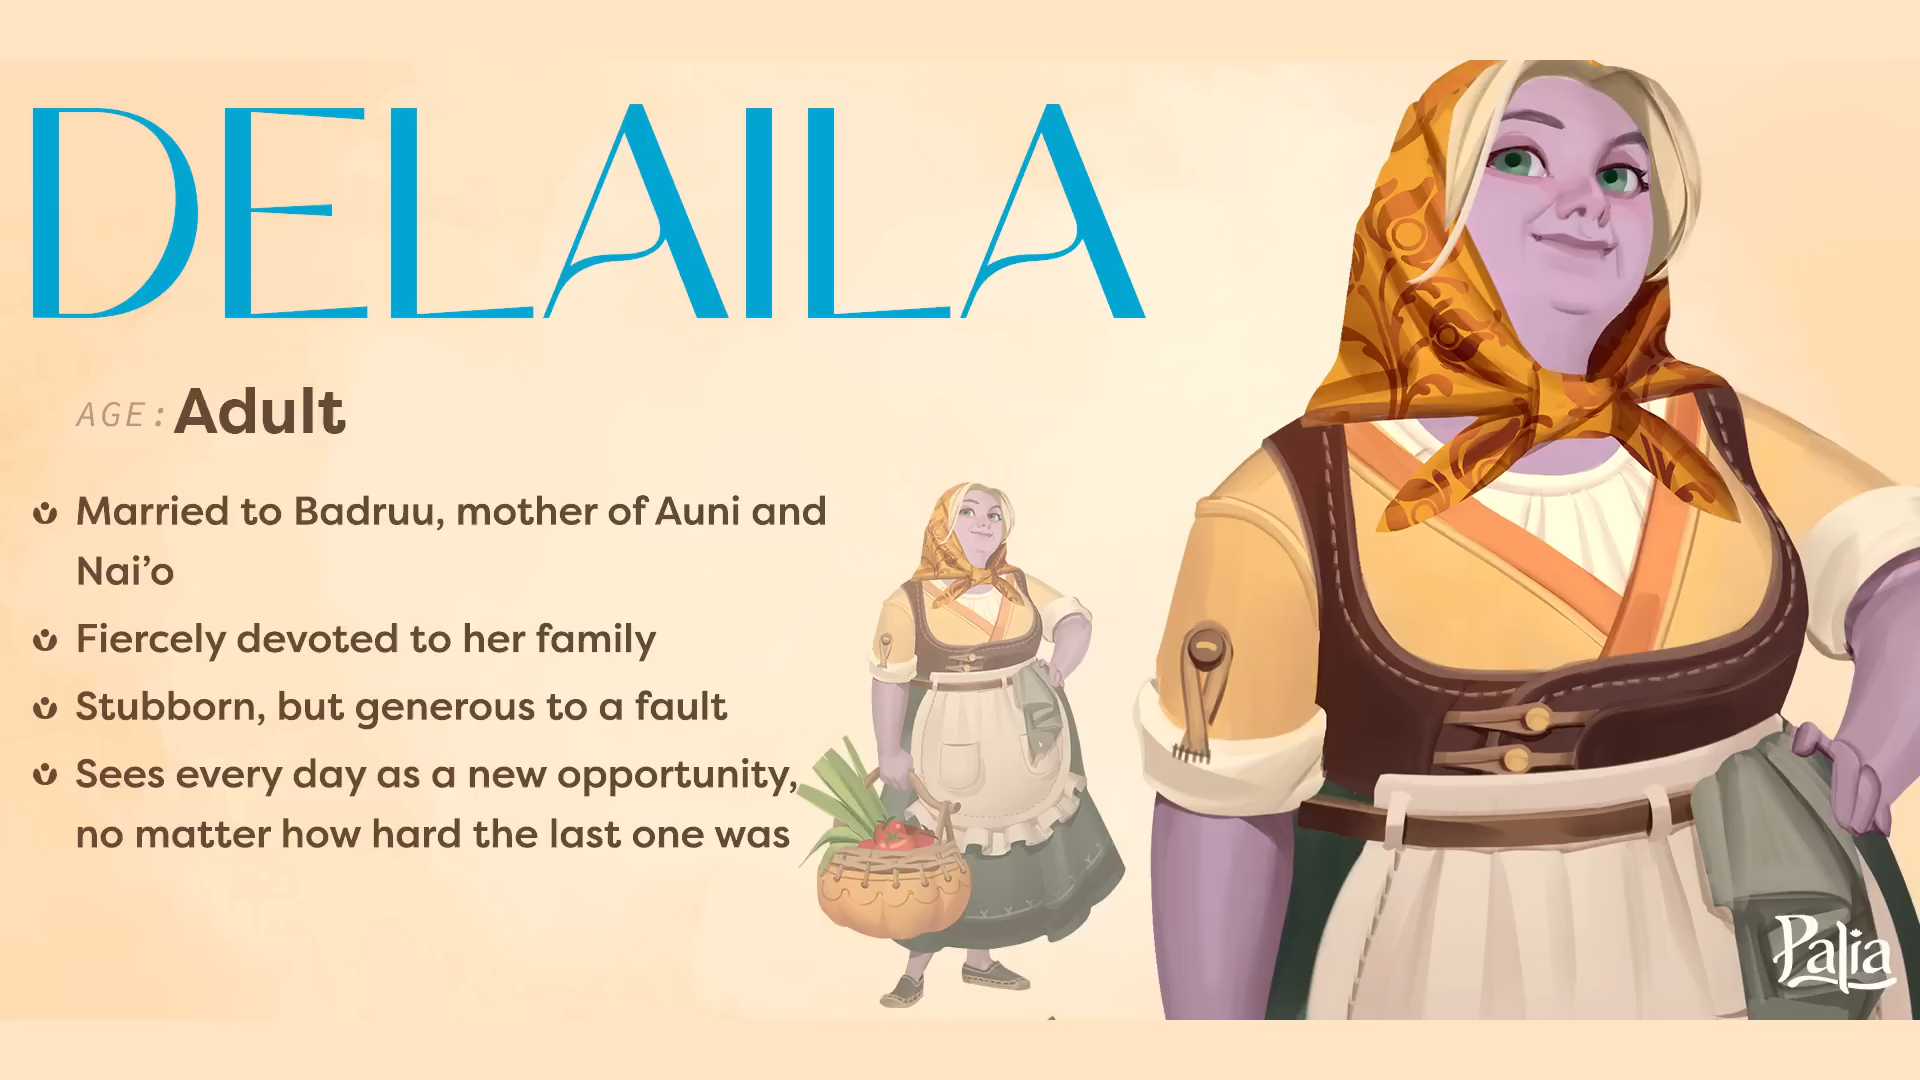 DELAILA
AGE: Adult
Married to Badruu, mother of Auni and
Nai’o
Fiercely devoted to her family
Stubborn, but generous to a fault
Sees every day as a new opportunity,
no matter how hard the last one was
Palia